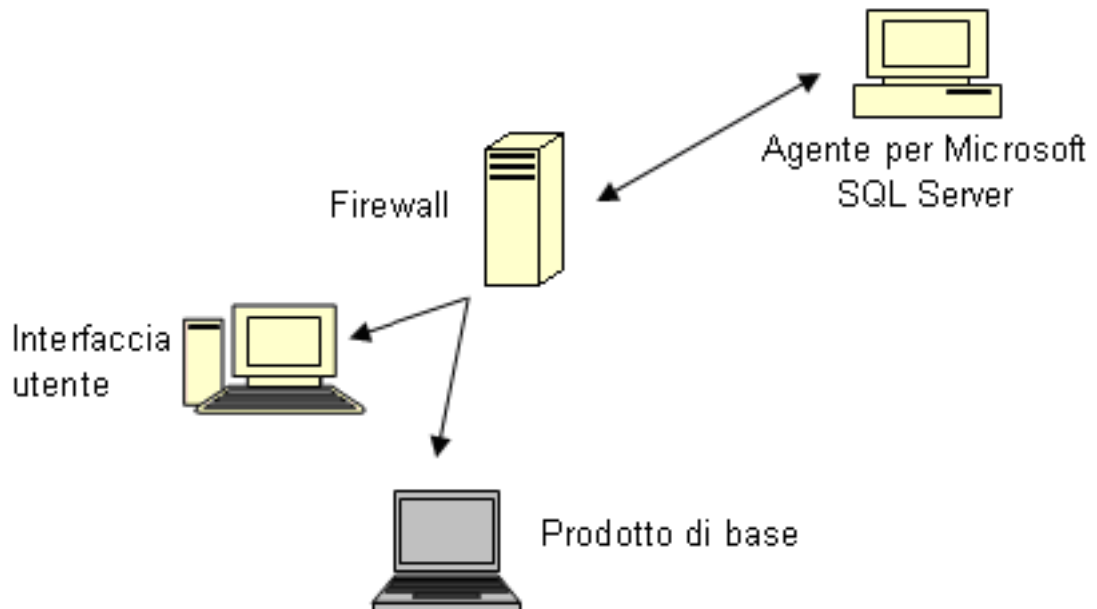 Agente per Microsoft
SQL Server
Firewall
Interfaccia
utente
Prodotto di base